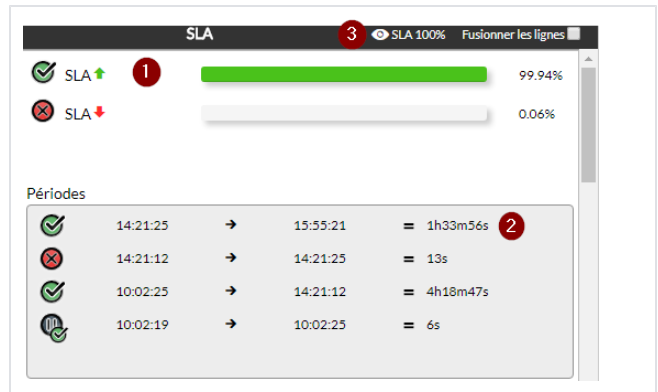 SLA 3 SLA 100% Fusionner les lignes
SLA 1 99.94%
SLA 0.06%
Périodes
14:21:25 → 15:55:21 = 1h33m56s 2
14:21:12 → 14:21:25 = 13s
10:02:25 → 14:21:12 = 4h18m47s
10:02:19 → 10:02:25 = 6s